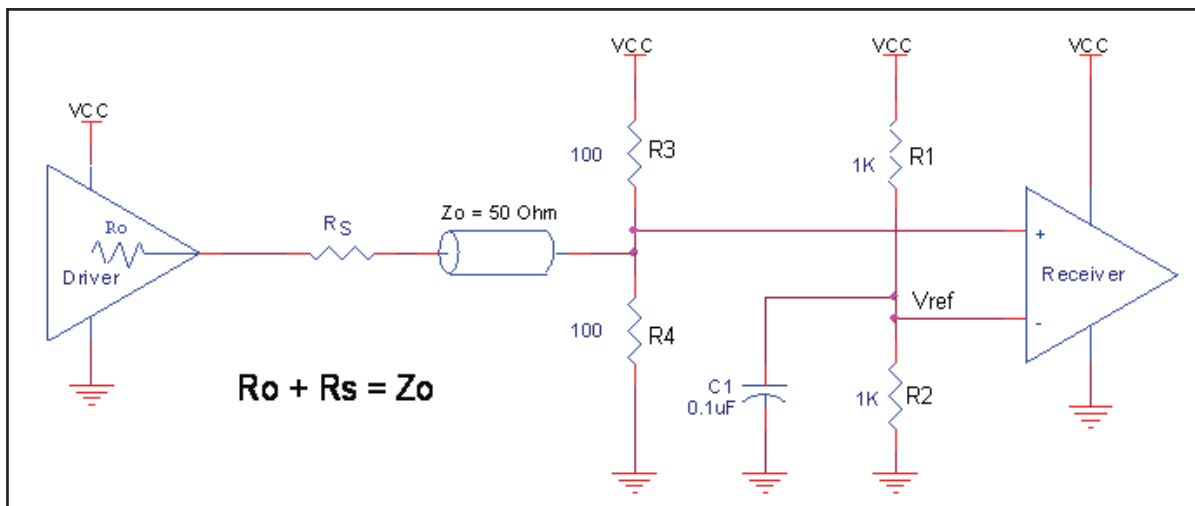 VCC
VCC
VCC
VCC
R3
100
R1
1K
Ro
Driver
RS
Zo = 50 Ohm
+
Receiver
Vref
-
R4
100
C1
0.1uF
R2
1K
Ro + Rs = Zo